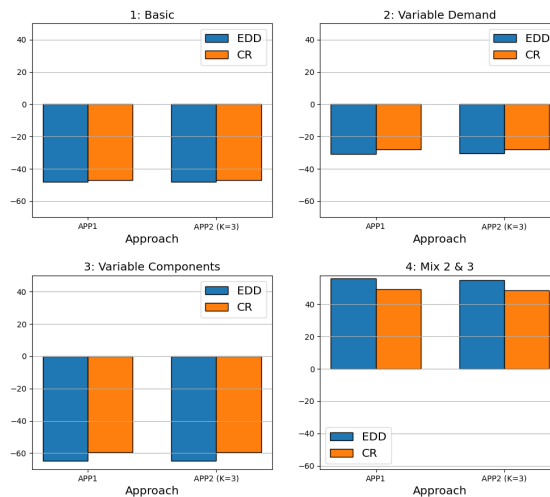 1: Basic
40
20
0
−20
−40
−60
EDD
CR
APP1
APP2 (K=3)
Approach
2: Variable Demand
40
20
0
−20
−40
−60
EDD
CR
APP1
APP2 (K=3)
Approach
3: Variable Components
40
20
0
−20
−40
−60
EDD
CR
APP1
APP2 (K=3)
Approach
4: Mix 2 & 3
40
20
0
−20
−40
−60
EDD
CR
APP1
APP2 (K=3)
Approach